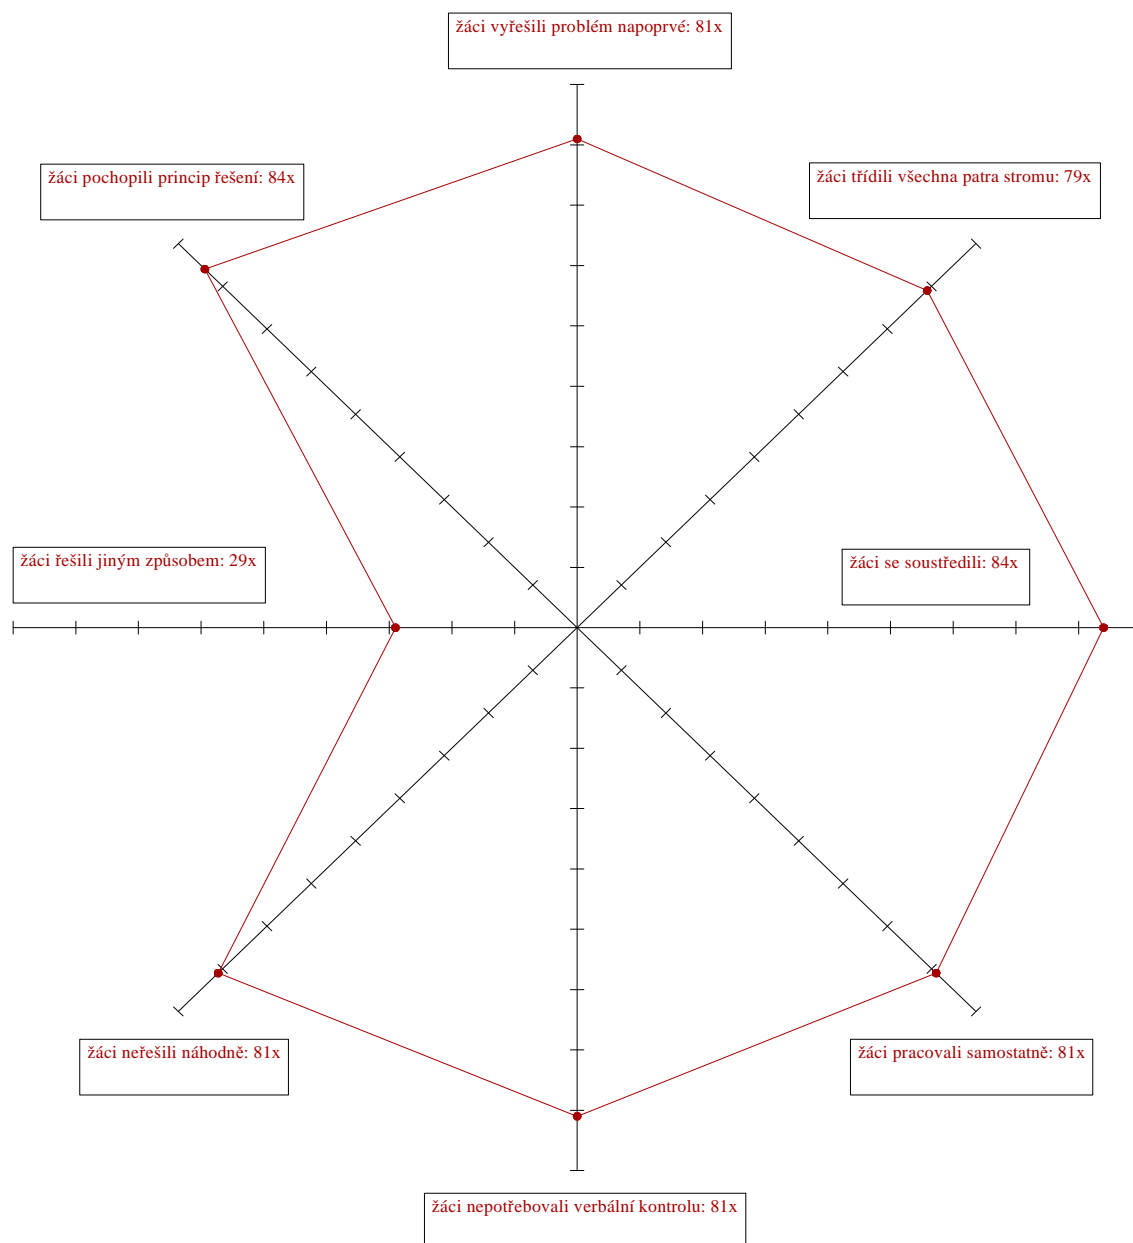 žáci vyřešili problém napoprvé: 81x
žáci pochopili princip řešení: 84x
žáci třídili všechna patra stromu: 79x
žáci řešili jiným způsobem: 29x
žáci se soustředili: 84x
žáci neřešili náhodně: 81x
žáci pracovali samostatně: 81x
žáci nepotřebovali verbální kontrolu: 81x